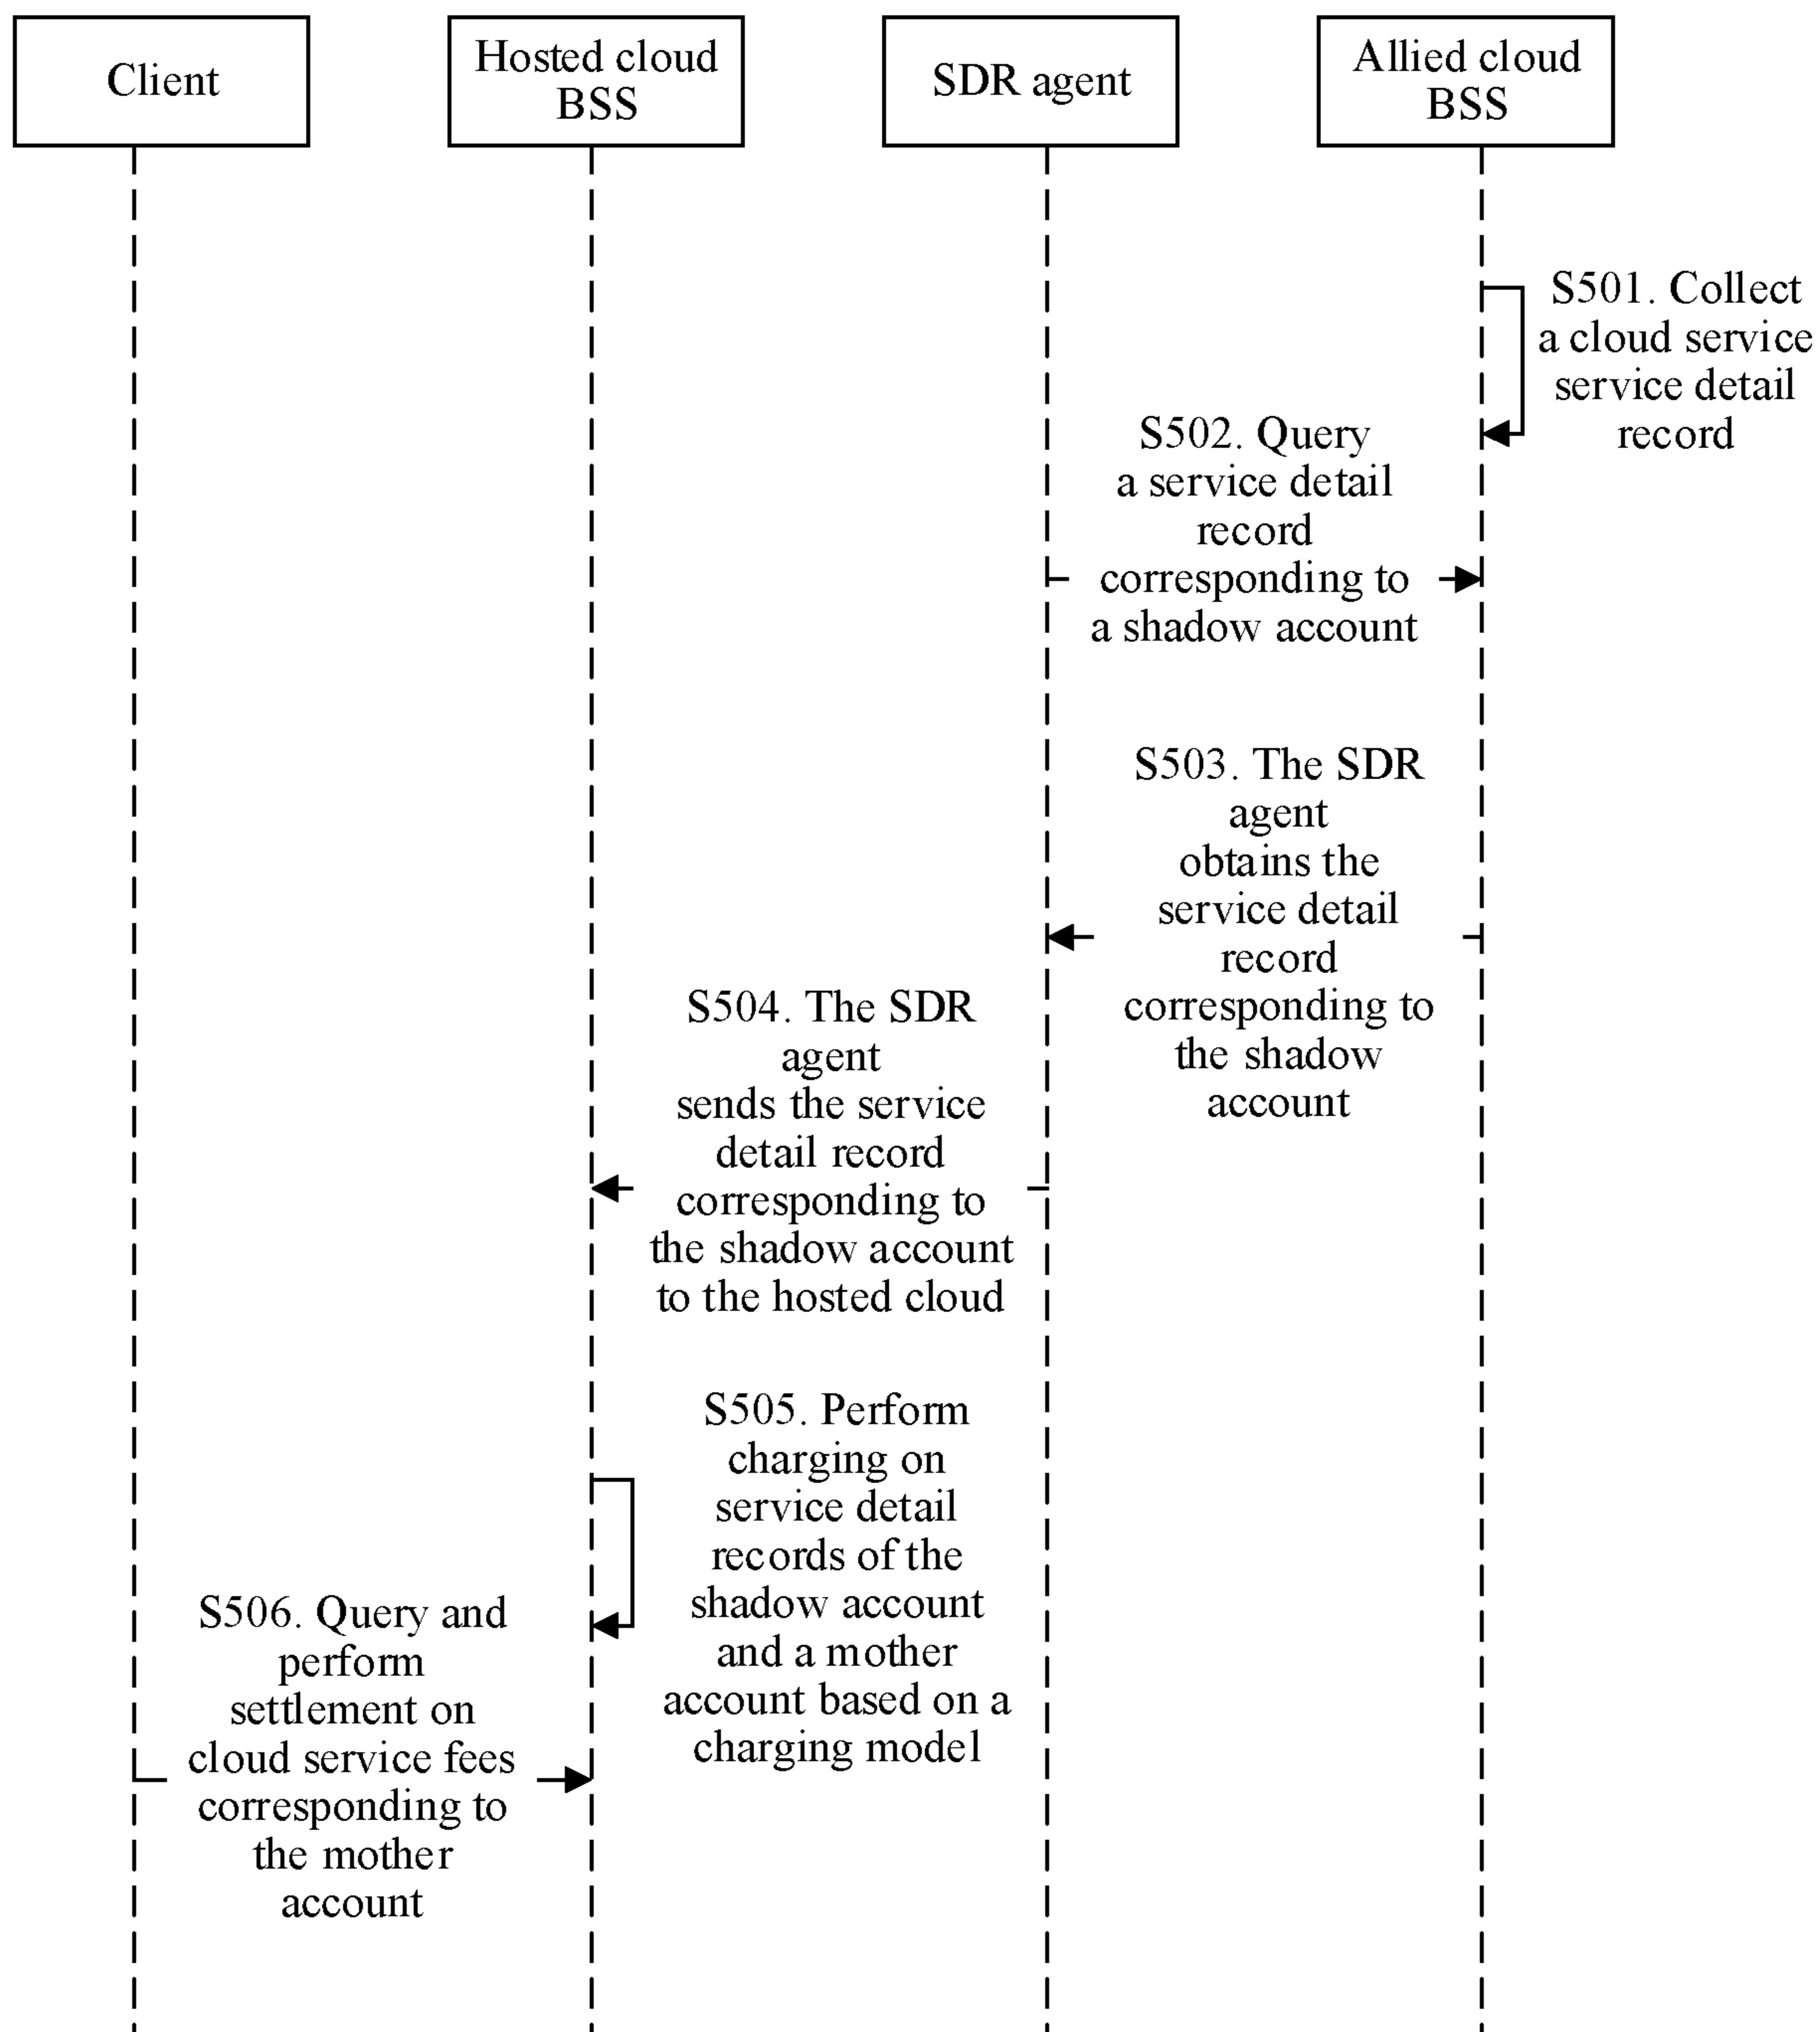 Client
Hosted cloud
BSS
SDR agent
Allied cloud
BSS
S501. Collect
a cloud service
service detail
record
S502. Query
a service detail
record
corresponding to
a shadow account
S503. The SDR
agent
obtains the
service detail
record
corresponding to
the shadow
account
S504. The SDR
agent
sends the service
detail record
corresponding to
the shadow account
to the hosted cloud
S505. Perform
charging on
service detail
records of the
shadow account
and a mother
account based on a
charging model
S506. Query and
perform
settlement on
cloud service fees
corresponding to
the mother
account